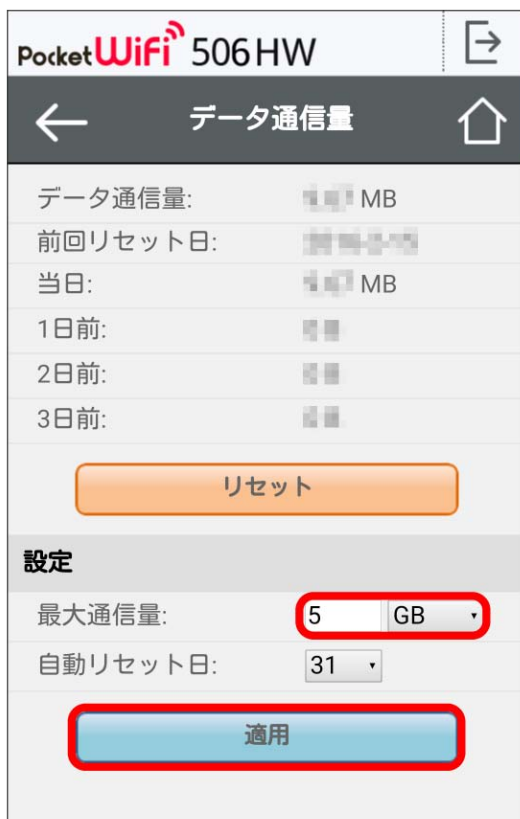 Pocket WiFi 506HW
データ通信量
データ通信量: MB
前回リセット日:
当日: MB
1日前:
2日前:
3日前:
リセット
設定
最大通信量: 5 GB
自動リセット日: 31
適用